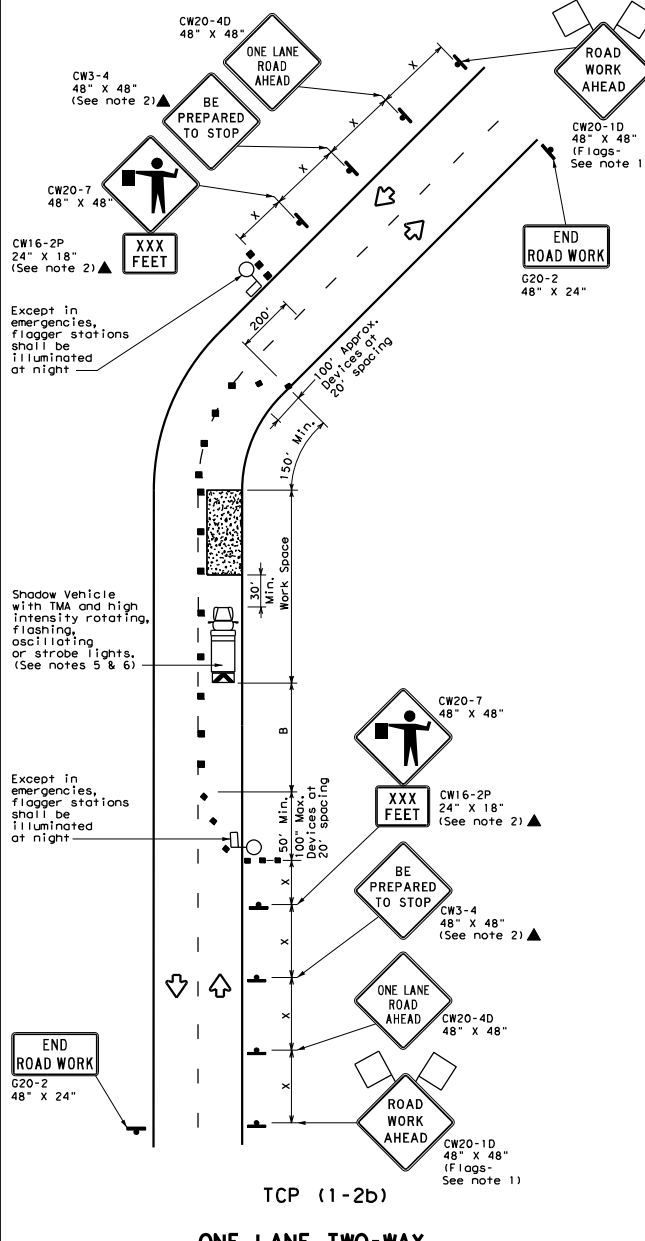 CW20-4D
48" X 48"
ONE LANE
ROAD
AHEAD
ROAD
WORK
AHEAD
CW20-1D
48" X 48"
(Flags-
See note 1
CW3-4
48" X 48"
(See note 2)▲
BE
PREPARED
TO STOP
X
X
X
X
CW20-7
48" X 48"
XXX
FEET
CW16-2P
24" X 18"
(See note 2)▲
END
ROAD WORK
G20-2
48" X 24"
Except in
emergencies,
flagger stations
shall be
illuminated
at night
200'
100' Approx.
Devices at
20' spacing
150' Min.
Work Space
30'
Min.
Shadow Vehicle
with TMA and high
intensity rotating,
flashing,
oscillating
or strobe lights.
(See notes 5 & 6)
B
CW20-7
48" X 48"
XXX
FEET
CW16-2P
24" X 18"
(See note 2)▲
Except in
emergencies,
flagger stations
shall be
illuminated
at night
50' Min.
100" Max.
Devices at
20' spacing
X
X
X
X
BE
PREPARED
TO STOP
CW3-4
48" X 48"
(See note 2)▲
ONE LANE
ROAD
AHEAD
CW20-4D
48" X 48"
END
ROAD WORK
G20-2
48" X 24"
ROAD
WORK
AHEAD
CW20-1D
48" X 48"
(Flags-
See note 1)
TCP (1-2b)
ONE LANE TWO-WAY